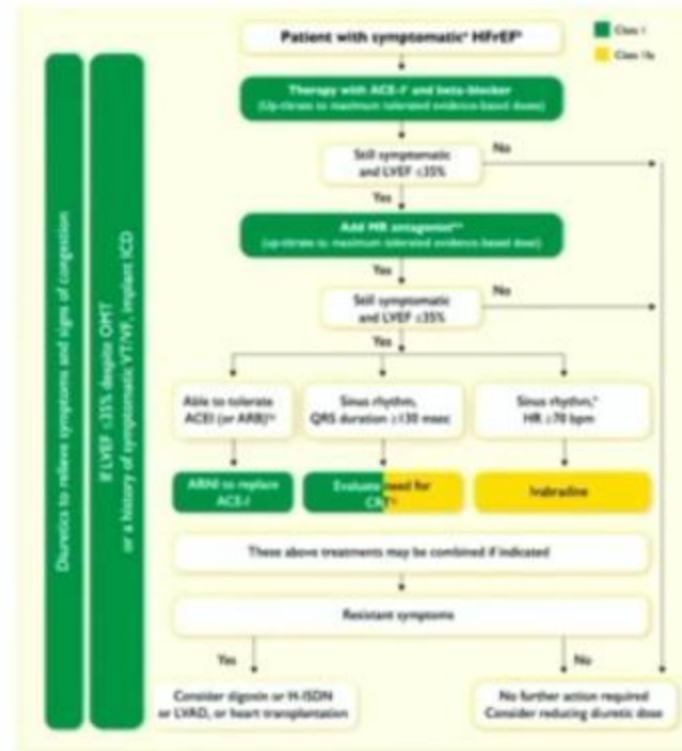 Patient with symptomatic HFrEF
Class I
Class IIa
Therapy with ACE-I and beta-blocker
(Up-titrate to maximum tolerated evidence-based doses)
Still symptomatic
and LVEF ≤35%
No
Yes
Add MR antagonist
(up-titrate to maximum tolerated evidence-based dose)
Yes
Still symptomatic
and LVEF ≤35%
No
Yes
Able to tolerate
ACEI (or ARB)
Sinus rhythm,
QRS duration ≥130 msec
Sinus rhythm,
HR ≥70 bpm
ARNI to replace
ACE-I
Evaluate need for
CRT
Ivabradine
These above treatments may be combined if indicated
Resistant symptoms
Yes
No
Consider digoxin or H-ISDN
or LVAD, or heart transplantation
No further action required
Consider reducing diuretic dose
Diuretics to relieve symptoms and signs of congestion
If LVEF ≤35% despite OMT
or a history of symptomatic VT/VF, implant ICD